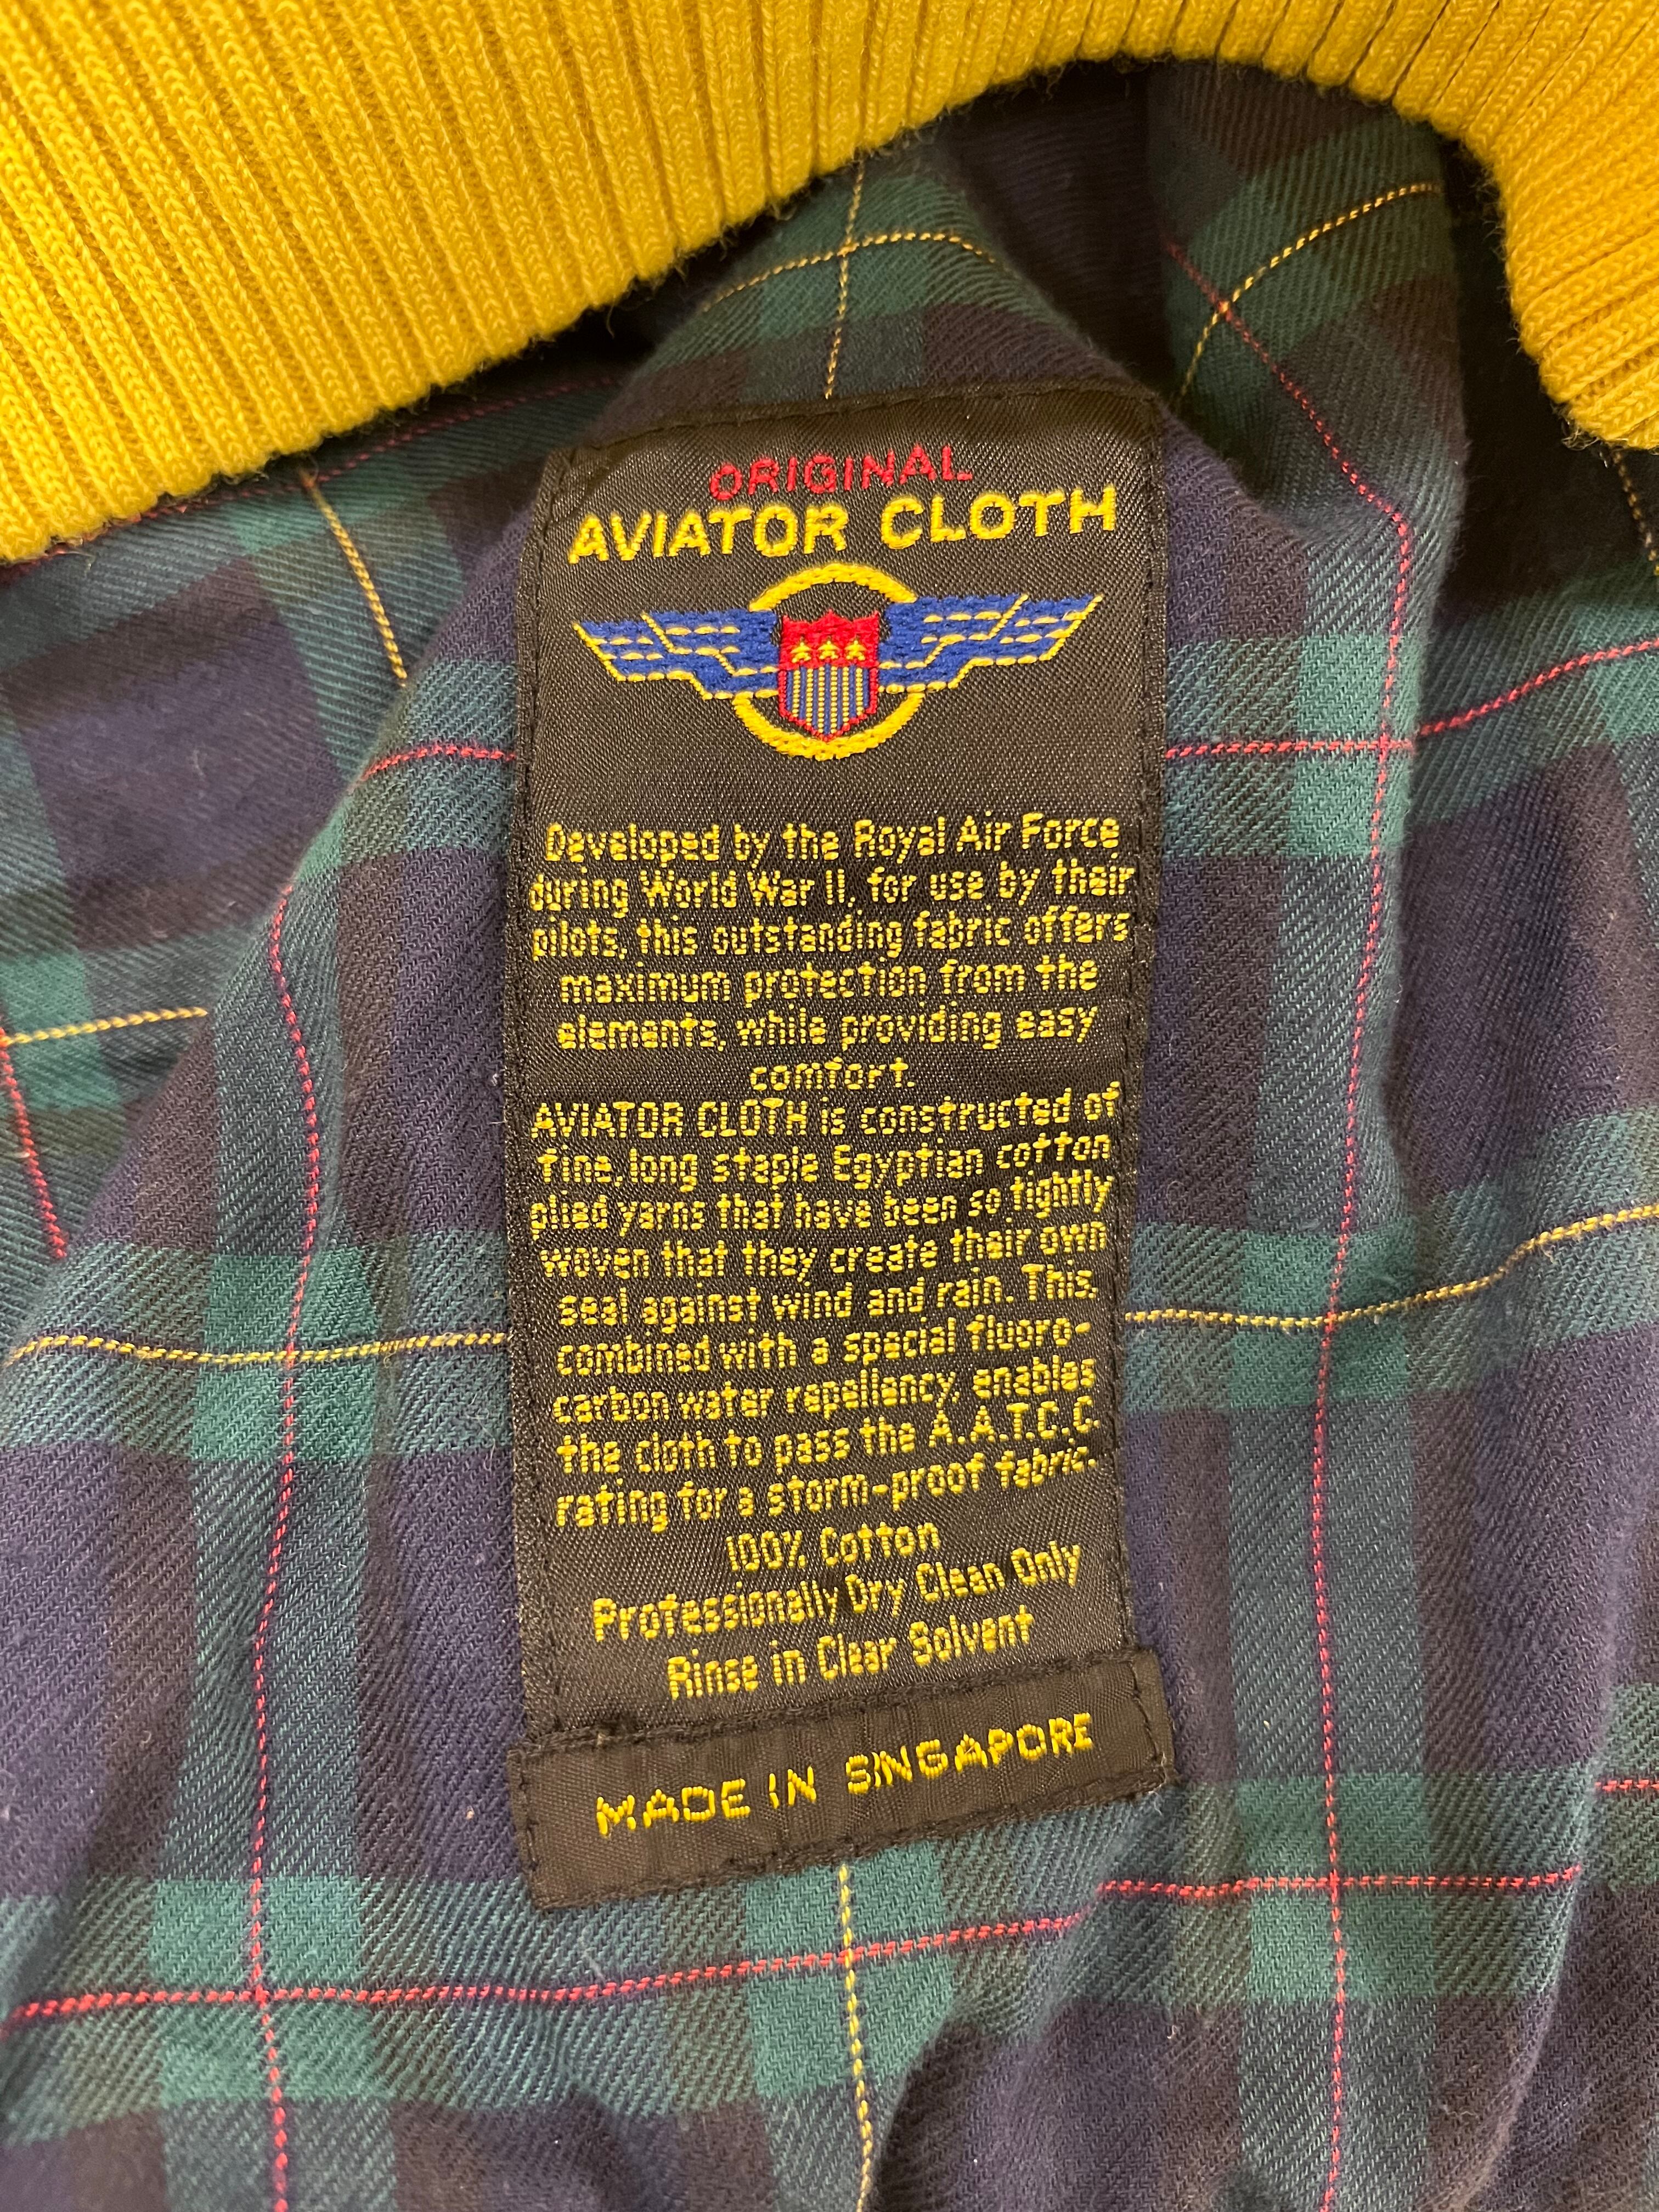 ORIGINAL
AVIATOR CLOTH
Developed by the Royal Air Force
during World War II, for use by their
pilots, this outstanding fabric offers
maximum protection from the
elements, while providing easy
comfort.
AVIATOR CLOTH is constructed of
fine, long staple Egyptian cotton
plied yarns that have been so tightly
woven that they create their own
seal against wind and rain. This,
combined with a special fluoro-
carbon water repellancy, enables
the cloth to pass the A.A.T.C.C.
rating for a storm-proof fabric.
100% Cotton
Professionally Dry Clean Only
Rinse in Clear Solvent
MADE IN SINGAPORE